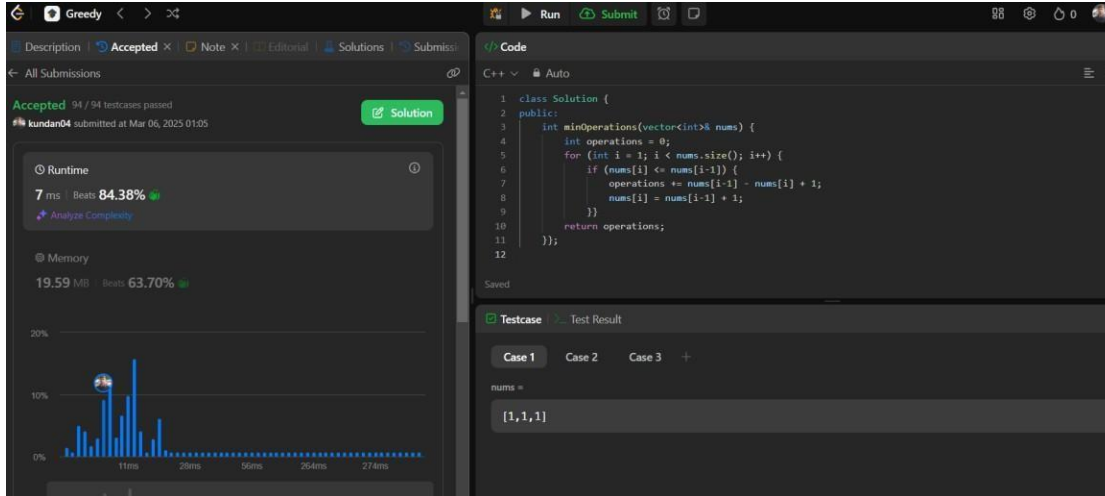 Greedy
Run
Submit
0
Description
Accepted
Note
Editorial
Solutions
Submissi
All Submissions
Accepted 94 / 94 testcases passed
kundan04 submitted at Mar 06, 2025 01:05
Solution
Runtime
7 ms Beats 84.38%
Analyze Complexity
Memory
19.59 MB Beats 63.70%
20%
10%
0%
11ms 28ms 56ms 264ms 274ms
</> Code
C++ Auto
1 class Solution {
2 public:
3 int minOperations(vector<int>& nums) {
4 int operations = 0;
5 for (int i = 1; i < nums.size(); i++) {
6 if (nums[i] <= nums[i-1]) {
7 operations += nums[i-1] - nums[i] + 1;
8 nums[i] = nums[i-1] + 1;
9 }}
10 return operations;
11 }};
12
Saved
Testcase >_ Test Result
Case 1 Case 2 Case 3 +
nums =
[1,1,1]